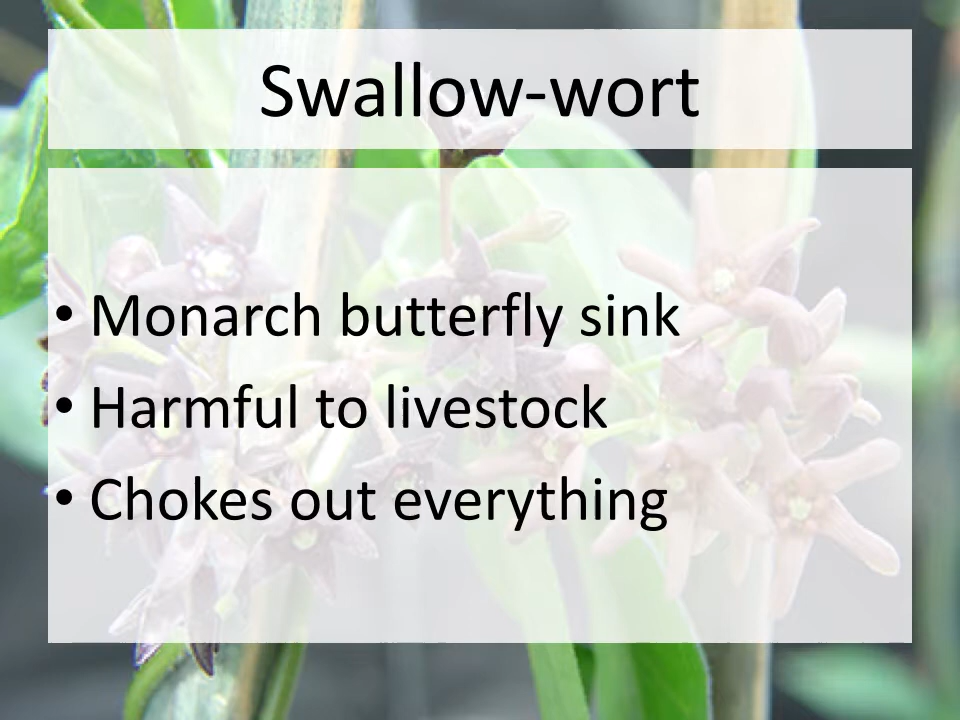 Swallow-wort
• Monarch butterfly sink
• Harmful to livestock
• Chokes out everything